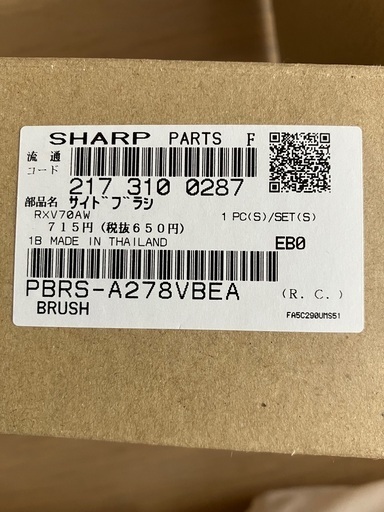 SHARP PARTS F
流通
コード
217 310 0287
部品名 サイドブラシ
RXV70AW 1 PC(S)/SET(S)
715円(税抜650円)
1B MADE IN THAILAND EB0
PBRS-A278VBEA (R.C.)
BRUSH
FA5C290UMS51